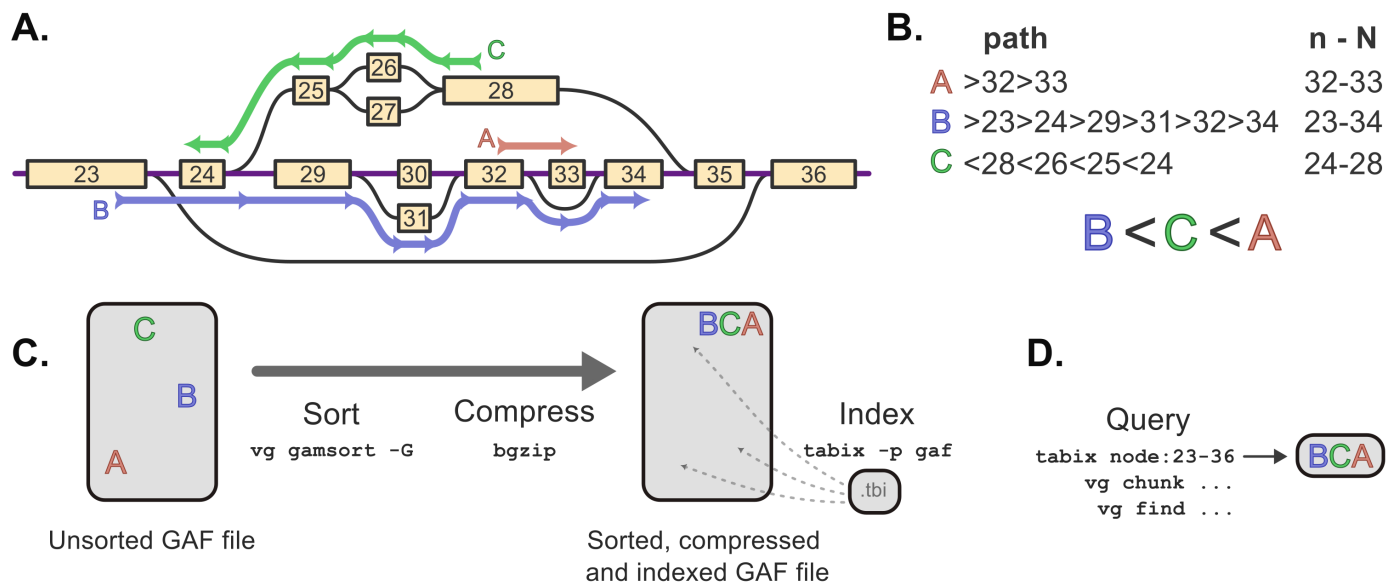 A.
C
25 26 27 28
A
23 24 29 30 32 33 34 35 36
B
31
B.
path n - N
A >32>33 32-33
B >23>24>29>31>32>34 23-34
C <28<26<25<24 24-28
B < C < A
C.
C
B
A
Unsorted GAF file
Sort
vg gamsort -G
Compress
bgzip
BCA
Sorted, compressed
and indexed GAF file
Index
tabix -p gaf
.tbi
D.
Query
tabix node:23-36
vg chunk ...
vg find ...
BCA